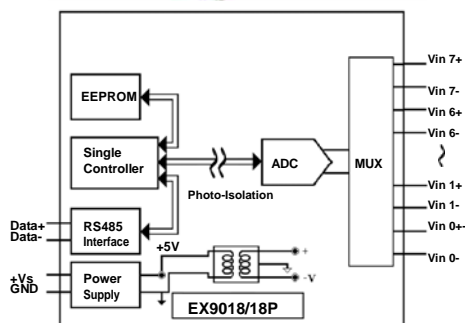 Vin 7+
Vin 7-
Vin 6+
Vin 6-
Vin 1+
Vin 1-
Vin 0+-
Vin 0-
EEPROM
Single
Controller
ADC
MUX
Photo-Isolation
Data+
Data-
RS485
Interface
+5V
+Vs
GND
Power
Supply
+
-V
EX9018/18P